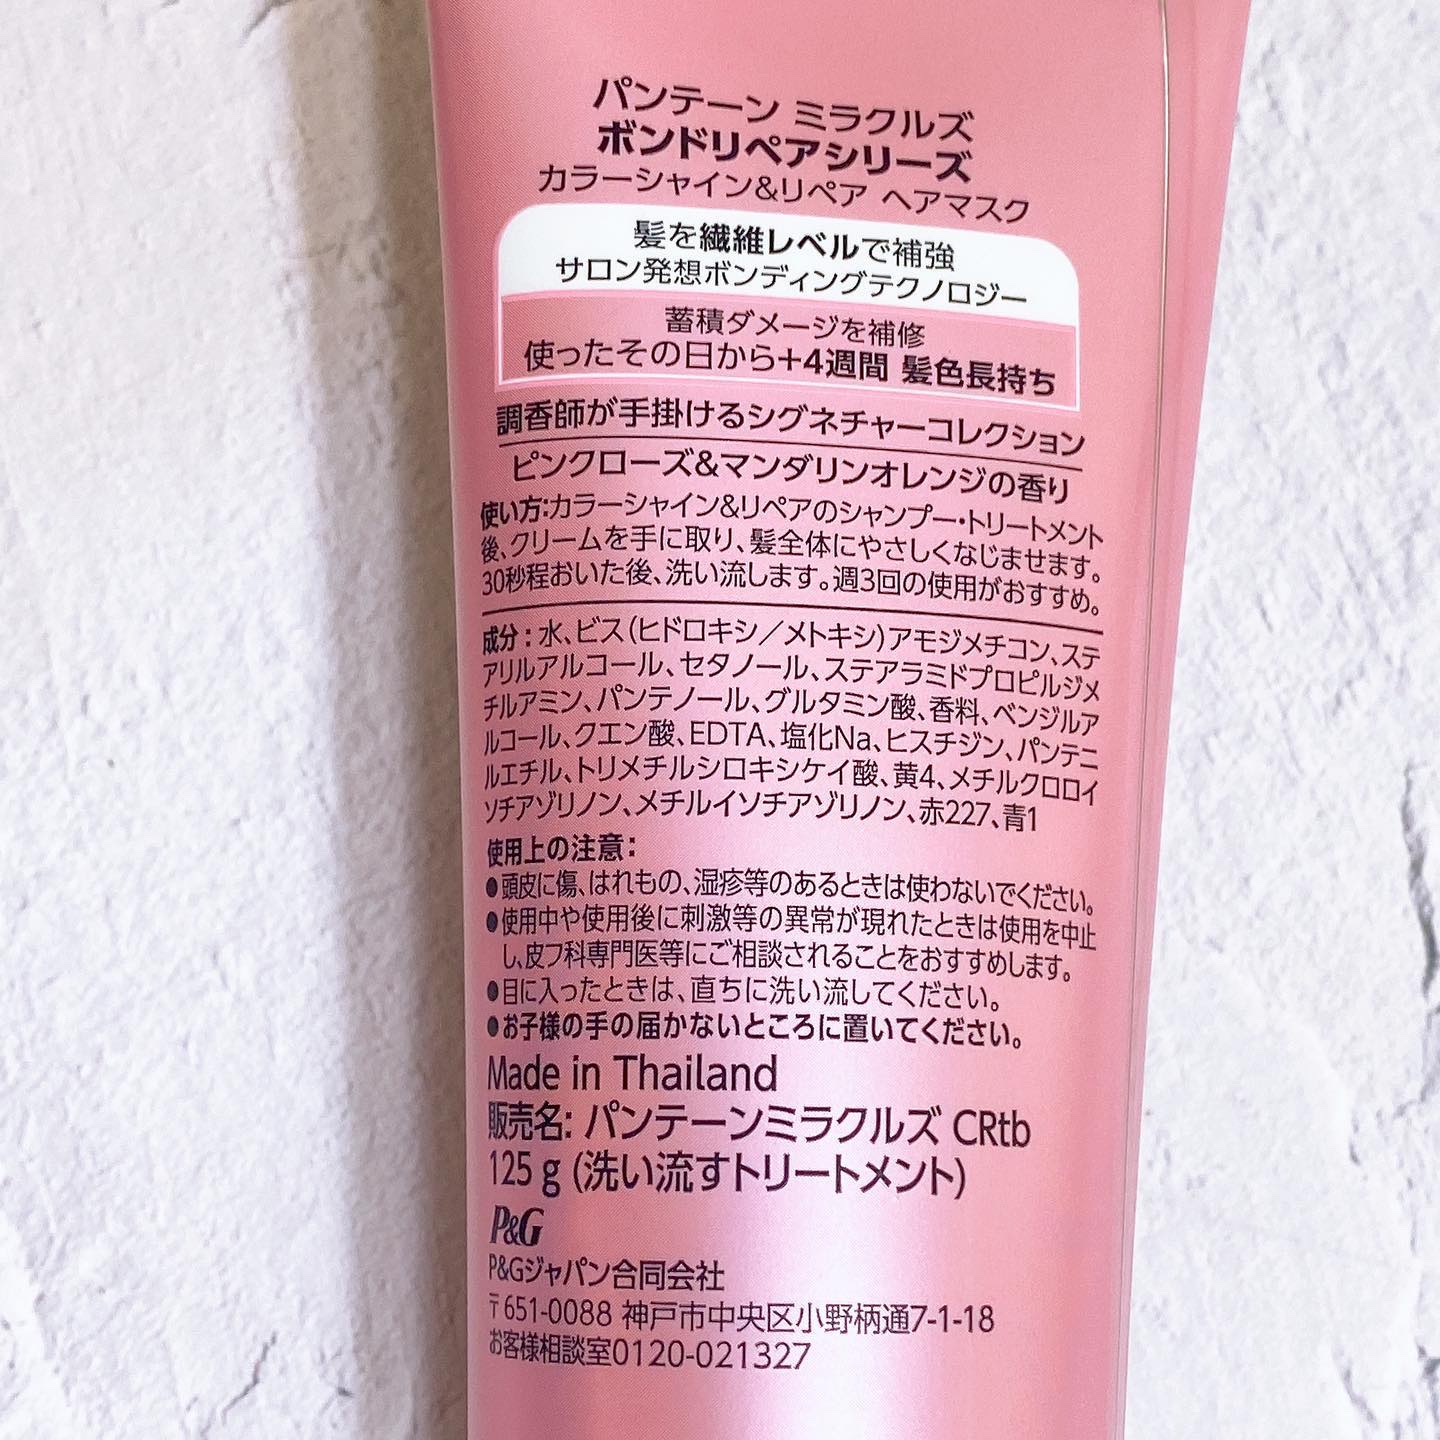 パンテーン ミラクルズ
ボンドリペアシリーズ
カラーシャイン&リペア ヘアマスク
髪を繊維レベルで補強
サロン発想ボンディングテクノロジー
蓄積ダメージを補修
使ったその日から+4週間 髪色長持ち
調香師が手掛けるシグネチャーコレクション
ピンクローズ&マンダリンオレンジの香り
使い方:カラーシャイン&リペアのシャンプー・トリートメント
後、クリームを手に取り、髪全体にやさしくなじませます。
30秒程おいた後、洗い流します。週3回の使用がおすすめ。
成分：水、ビス（ヒドロキシ／メトキシ）アモジメチコン、ステ
アリルアルコール、セタノール、ステアラミドプロピルジメ
チルアミン、パンテノール、グルタミン酸、香料、ベンジルア
ルコール、クエン酸、EDTA、塩化Na、ヒスチジン、パンテニ
ルエチル、トリメチルシロキシケイ酸、黄4、メチルクロロイ
ソチアゾリノン、メチルイソチアゾリノン、赤227、青1
使用上の注意：
●頭皮に傷、はれもの、湿疹等のあるときは使わないでください。
●使用中や使用後に刺激等の異常が現れたときは使用を中止
し、皮フ科専門医等にご相談されることをおすすめします。
●目に入ったときは、直ちに洗い流してください。
●お子様の手の届かないところに置いてください。
Made in Thailand
販売名: パンテーンミラクルズ CRtb
125 g (洗い流すトリートメント)
P&G
P&Gジャパン合同会社
〒651-0088 神戸市中央区小野柄通7-1-18
お客様相談室0120-021327